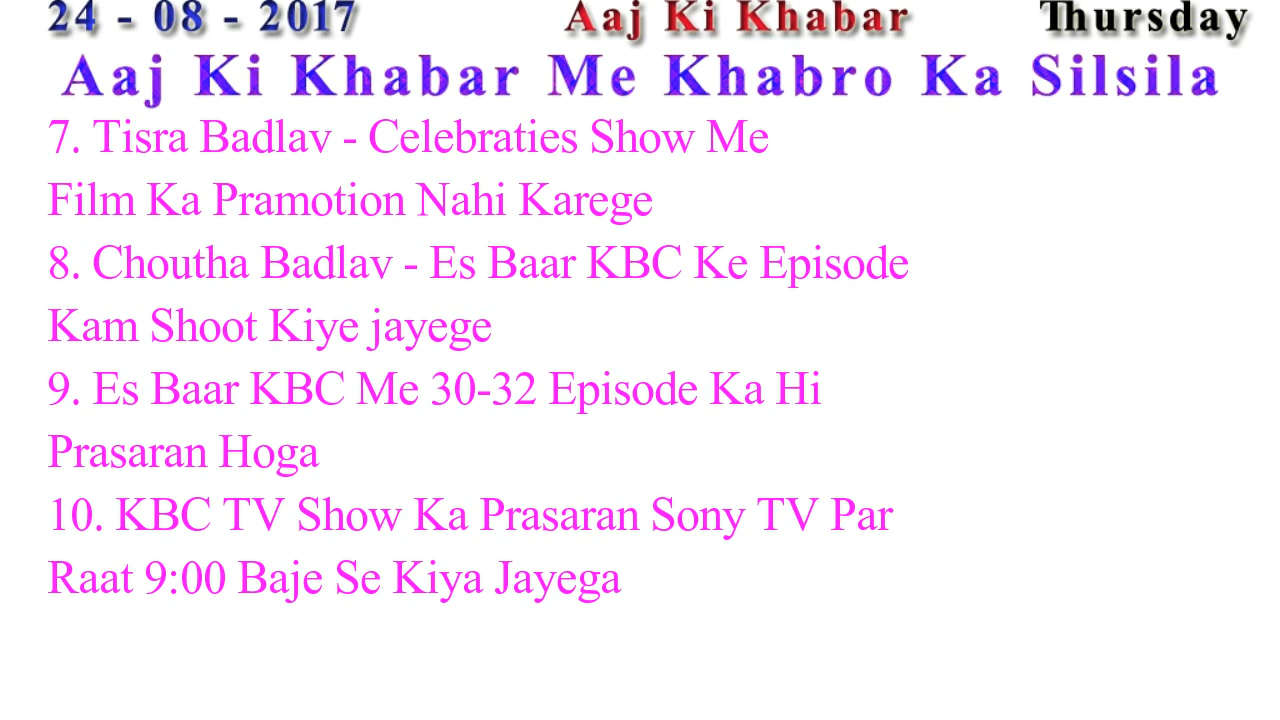 24 - 08 - 2017 Aaj Ki Khabar Thursday
Aaj Ki Khabar Me Khabro Ka Silsila
7. Tisra Badlav - Celebraties Show Me
Film Ka Pramotion Nahi Karege
8. Choutha Badlav - Es Baar KBC Ke Episode
Kam Shoot Kiye jayege
9. Es Baar KBC Me 30-32 Episode Ka Hi
Prasaran Hoga
10. KBC TV Show Ka Prasaran Sony TV Par
Raat 9:00 Baje Se Kiya Jayega